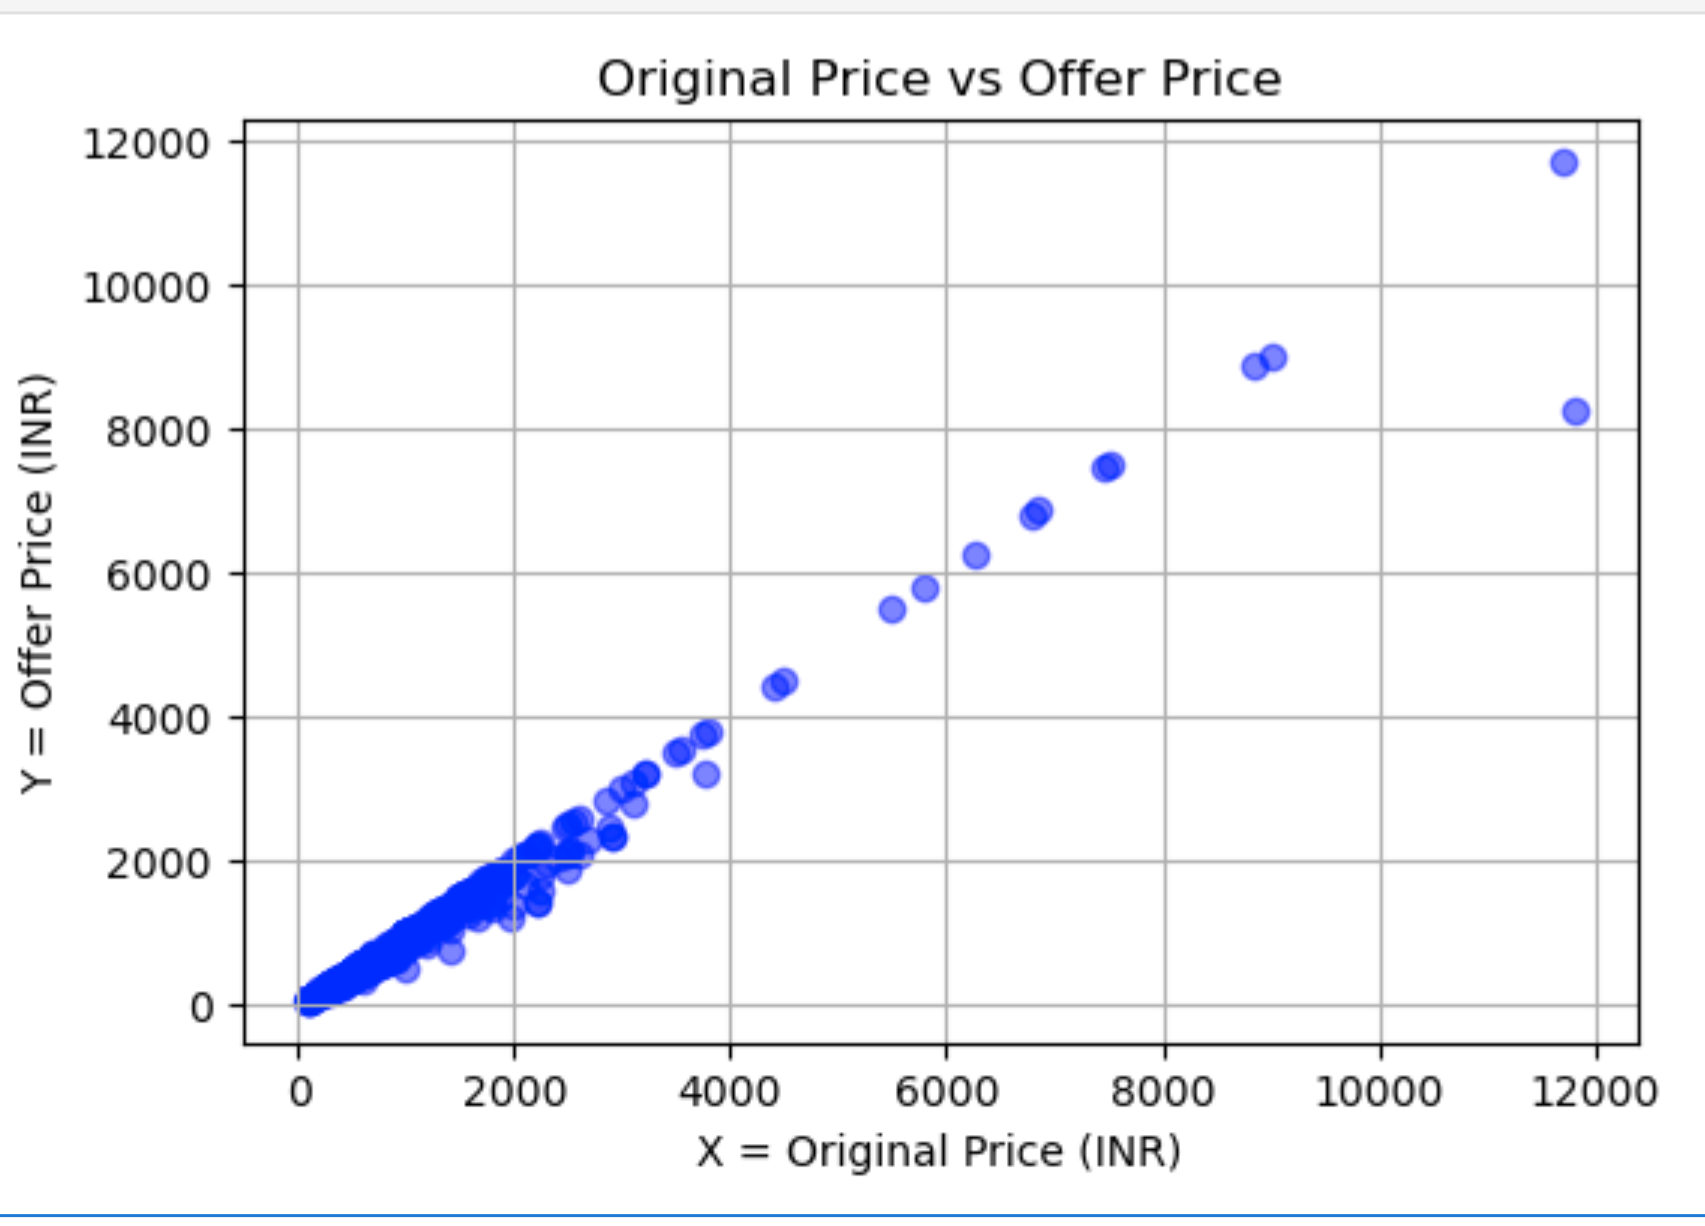 Original Price vs Offer Price
12000
10000
8000
6000
4000
2000
0
Y = Offer Price (INR)
0 2000 4000 6000 8000 10000 12000
X = Original Price (INR)